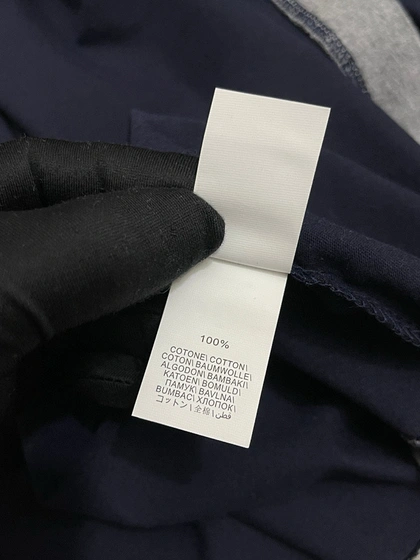 100%
COTONE\ COTTON\
COTON\ BAUMWOLLE\
ALGODON\ BAMBAKI\
KATOEN\ BOMULD\
ПАМУК\ BAVLNA\
BUMBAC\ ХЛОПОК\
コットン\ 全棉\ قطن